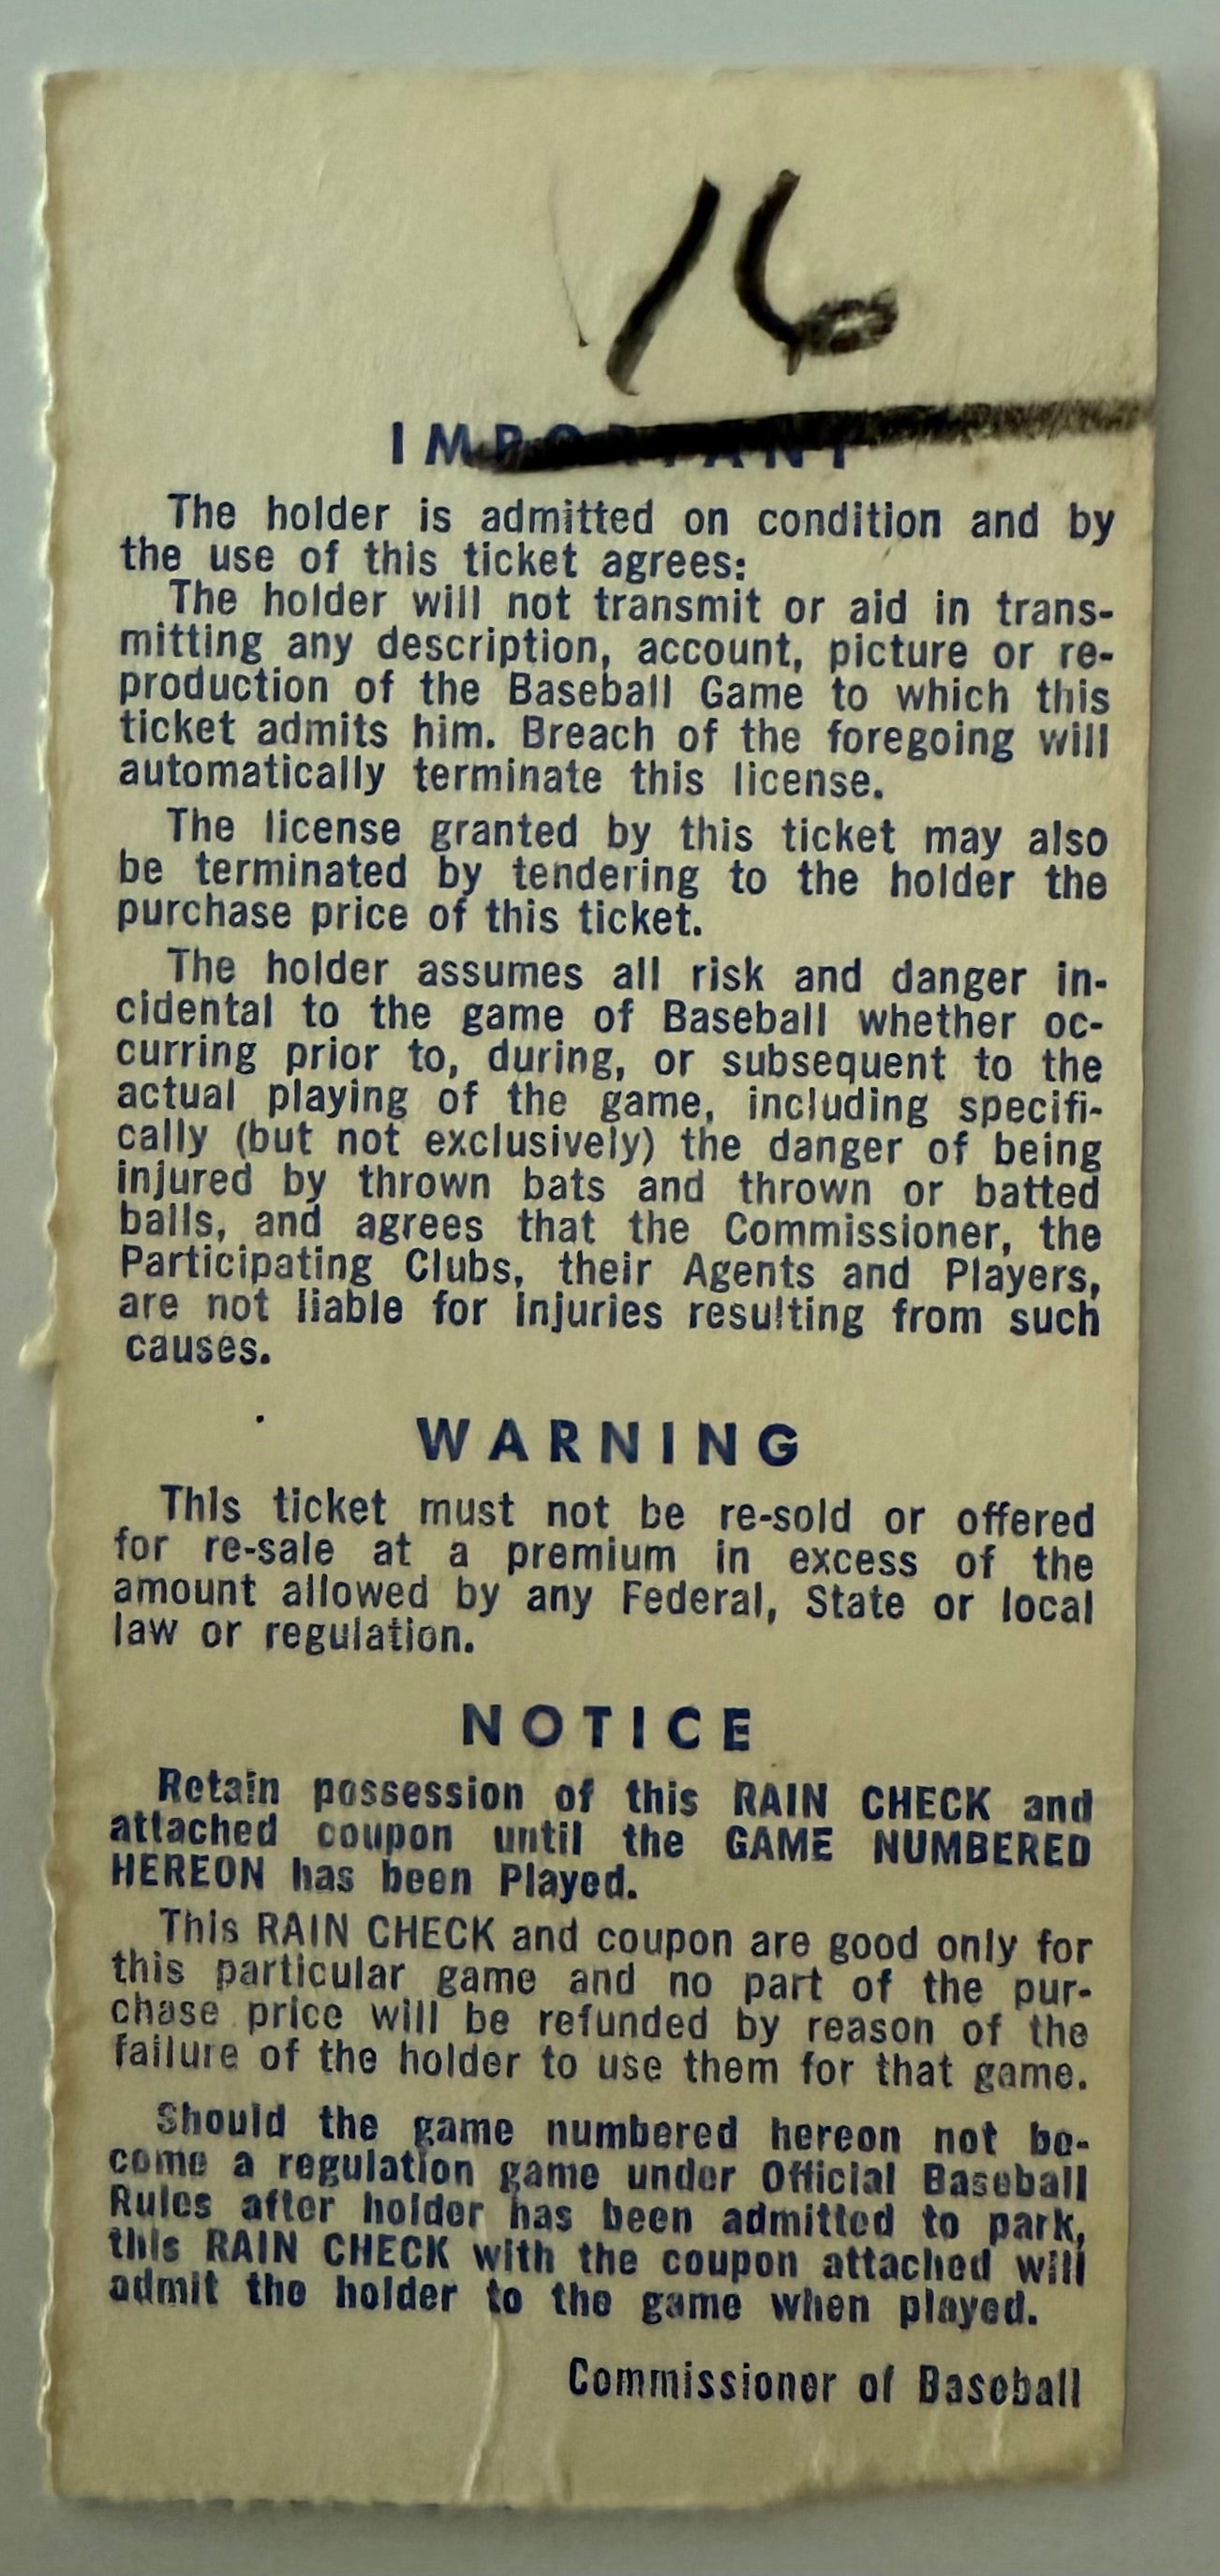 16
IMPORTANT
The holder is admitted on condition and by
the use of this ticket agrees:
The holder will not transmit or aid in trans-
mitting any description, account, picture or re-
production of the Baseball Game to which this
ticket admits him. Breach of the foregoing will
automatically terminate this license.
The license granted by this ticket may also
be terminated by tendering to the holder the
purchase price of this ticket.
The holder assumes all risk and danger in-
cidental to the game of Baseball whether oc-
curring prior to, during, or subsequent to the
actual playing of the game, including specifi-
cally (but not exclusively) the danger of being
injured by thrown bats and thrown or batted
balls, and agrees that the Commissioner, the
Participating Clubs, their Agents and Players,
are not liable for injuries resulting from such
causes.
WARNING
This ticket must not be re-sold or offered
for re-sale at a premium in excess of the
amount allowed by any Federal, State or local
law or regulation.
NOTICE
Retain possession of this RAIN CHECK and
attached coupon until the GAME NUMBERED
HEREON has been Played.
This RAIN CHECK and coupon are good only for
this particular game and no part of the pur-
chase price will be refunded by reason of the
failure of the holder to use them for that game.
Should the game numbered hereon not be-
come a regulation game under Official Baseball
Rules after holder has been admitted to park,
this RAIN CHECK with the coupon attached will
admit the holder to the game when played.
Commissioner of Baseball